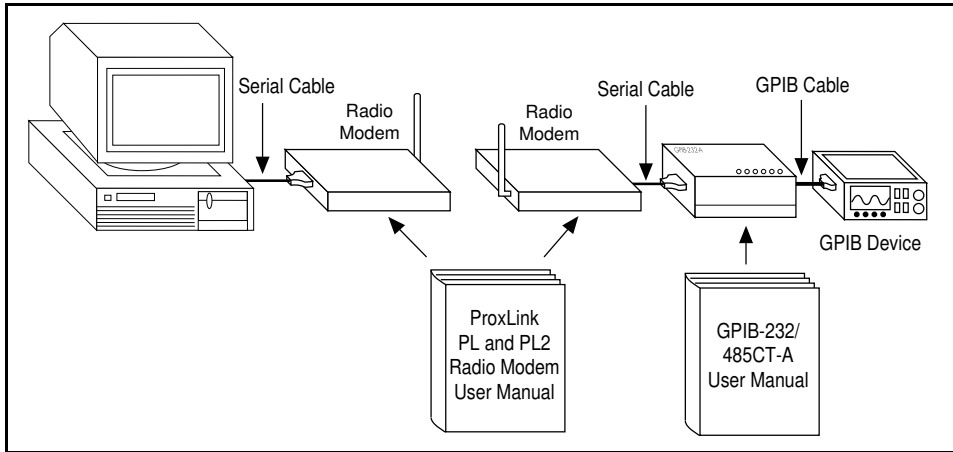 Serial Cable
Radio
Modem
Radio
Modem
Serial Cable
GPIB Cable
GPIB-232A
GPIB Device
ProxLink
PL and PL2
Radio Modem
User Manual
GPIB-232/
485CT-A
User Manual